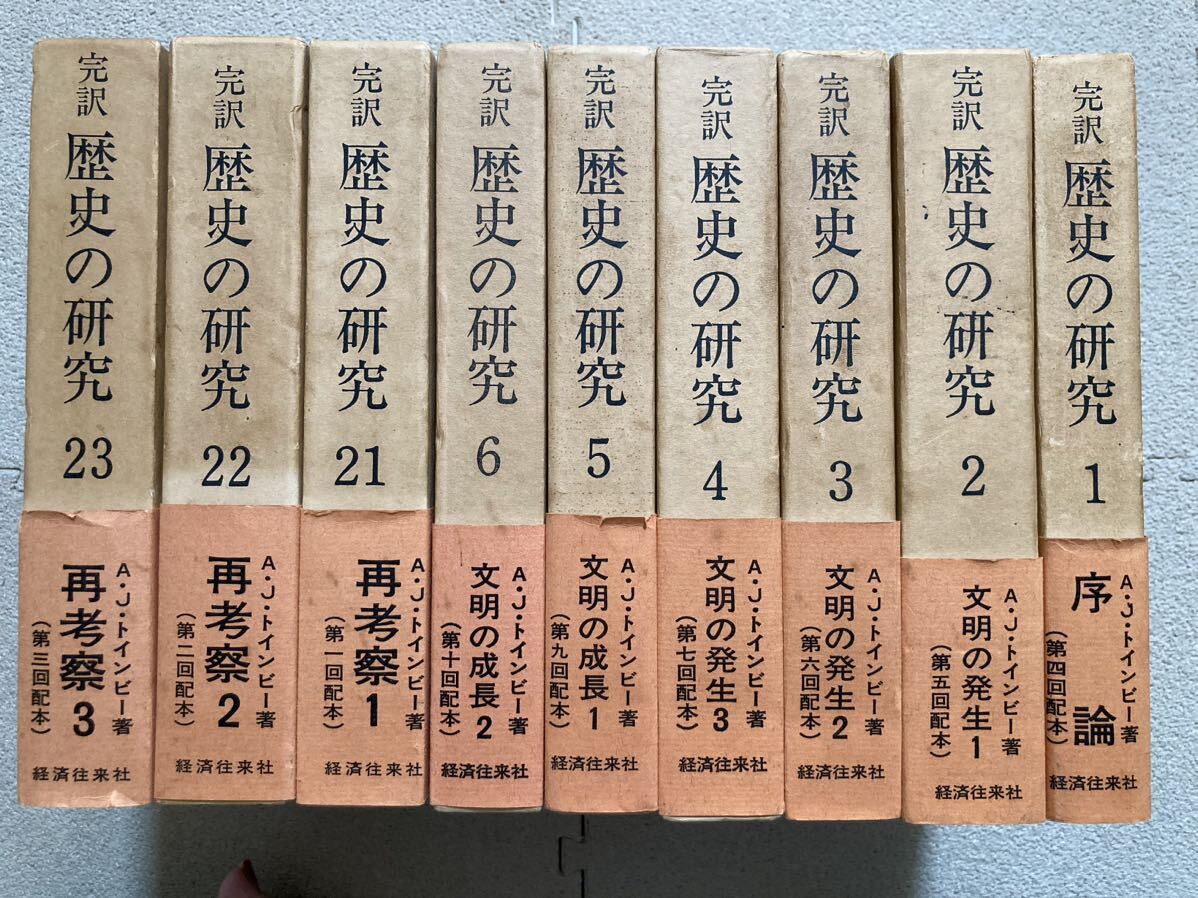 完訳
歴史の研究
1
A・J・トインビー著
序論
(第四回配本)
経済往来社
完訳
歴史の研究
2
A・J・トインビー著
文明の発生1
(第五回配本)
経済往来社
完訳
歴史の研究
3
A・J・トインビー著
文明の発生2
(第六回配本)
経済往来社
完訳
歴史の研究
4
A・J・トインビー著
文明の発生3
(第七回配本)
経済往来社
完訳
歴史の研究
5
A・J・トインビー著
文明の成長1
(第九回配本)
経済往来社
完訳
歴史の研究
6
A・J・トインビー著
文明の成長2
(第十回配本)
経済往来社
完訳
歴史の研究
21
A・J・トインビー著
再考察1
(第一回配本)
経済往来社
完訳
歴史の研究
22
A・J・トインビー著
再考察2
(第二回配本)
経済往来社
完訳
歴史の研究
23
A・J・トインビー著
再考察3
(第三回配本)
経済往来社